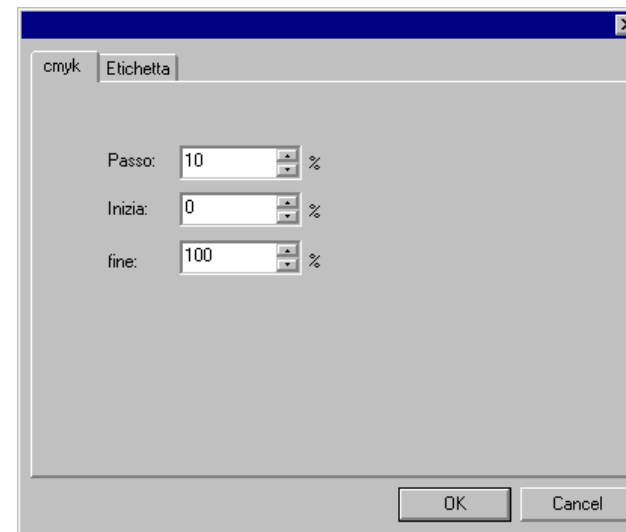 cmyk Etichetta
Passo: 10 %
Inizia: 0 %
fine: 100 %
OK Cancel